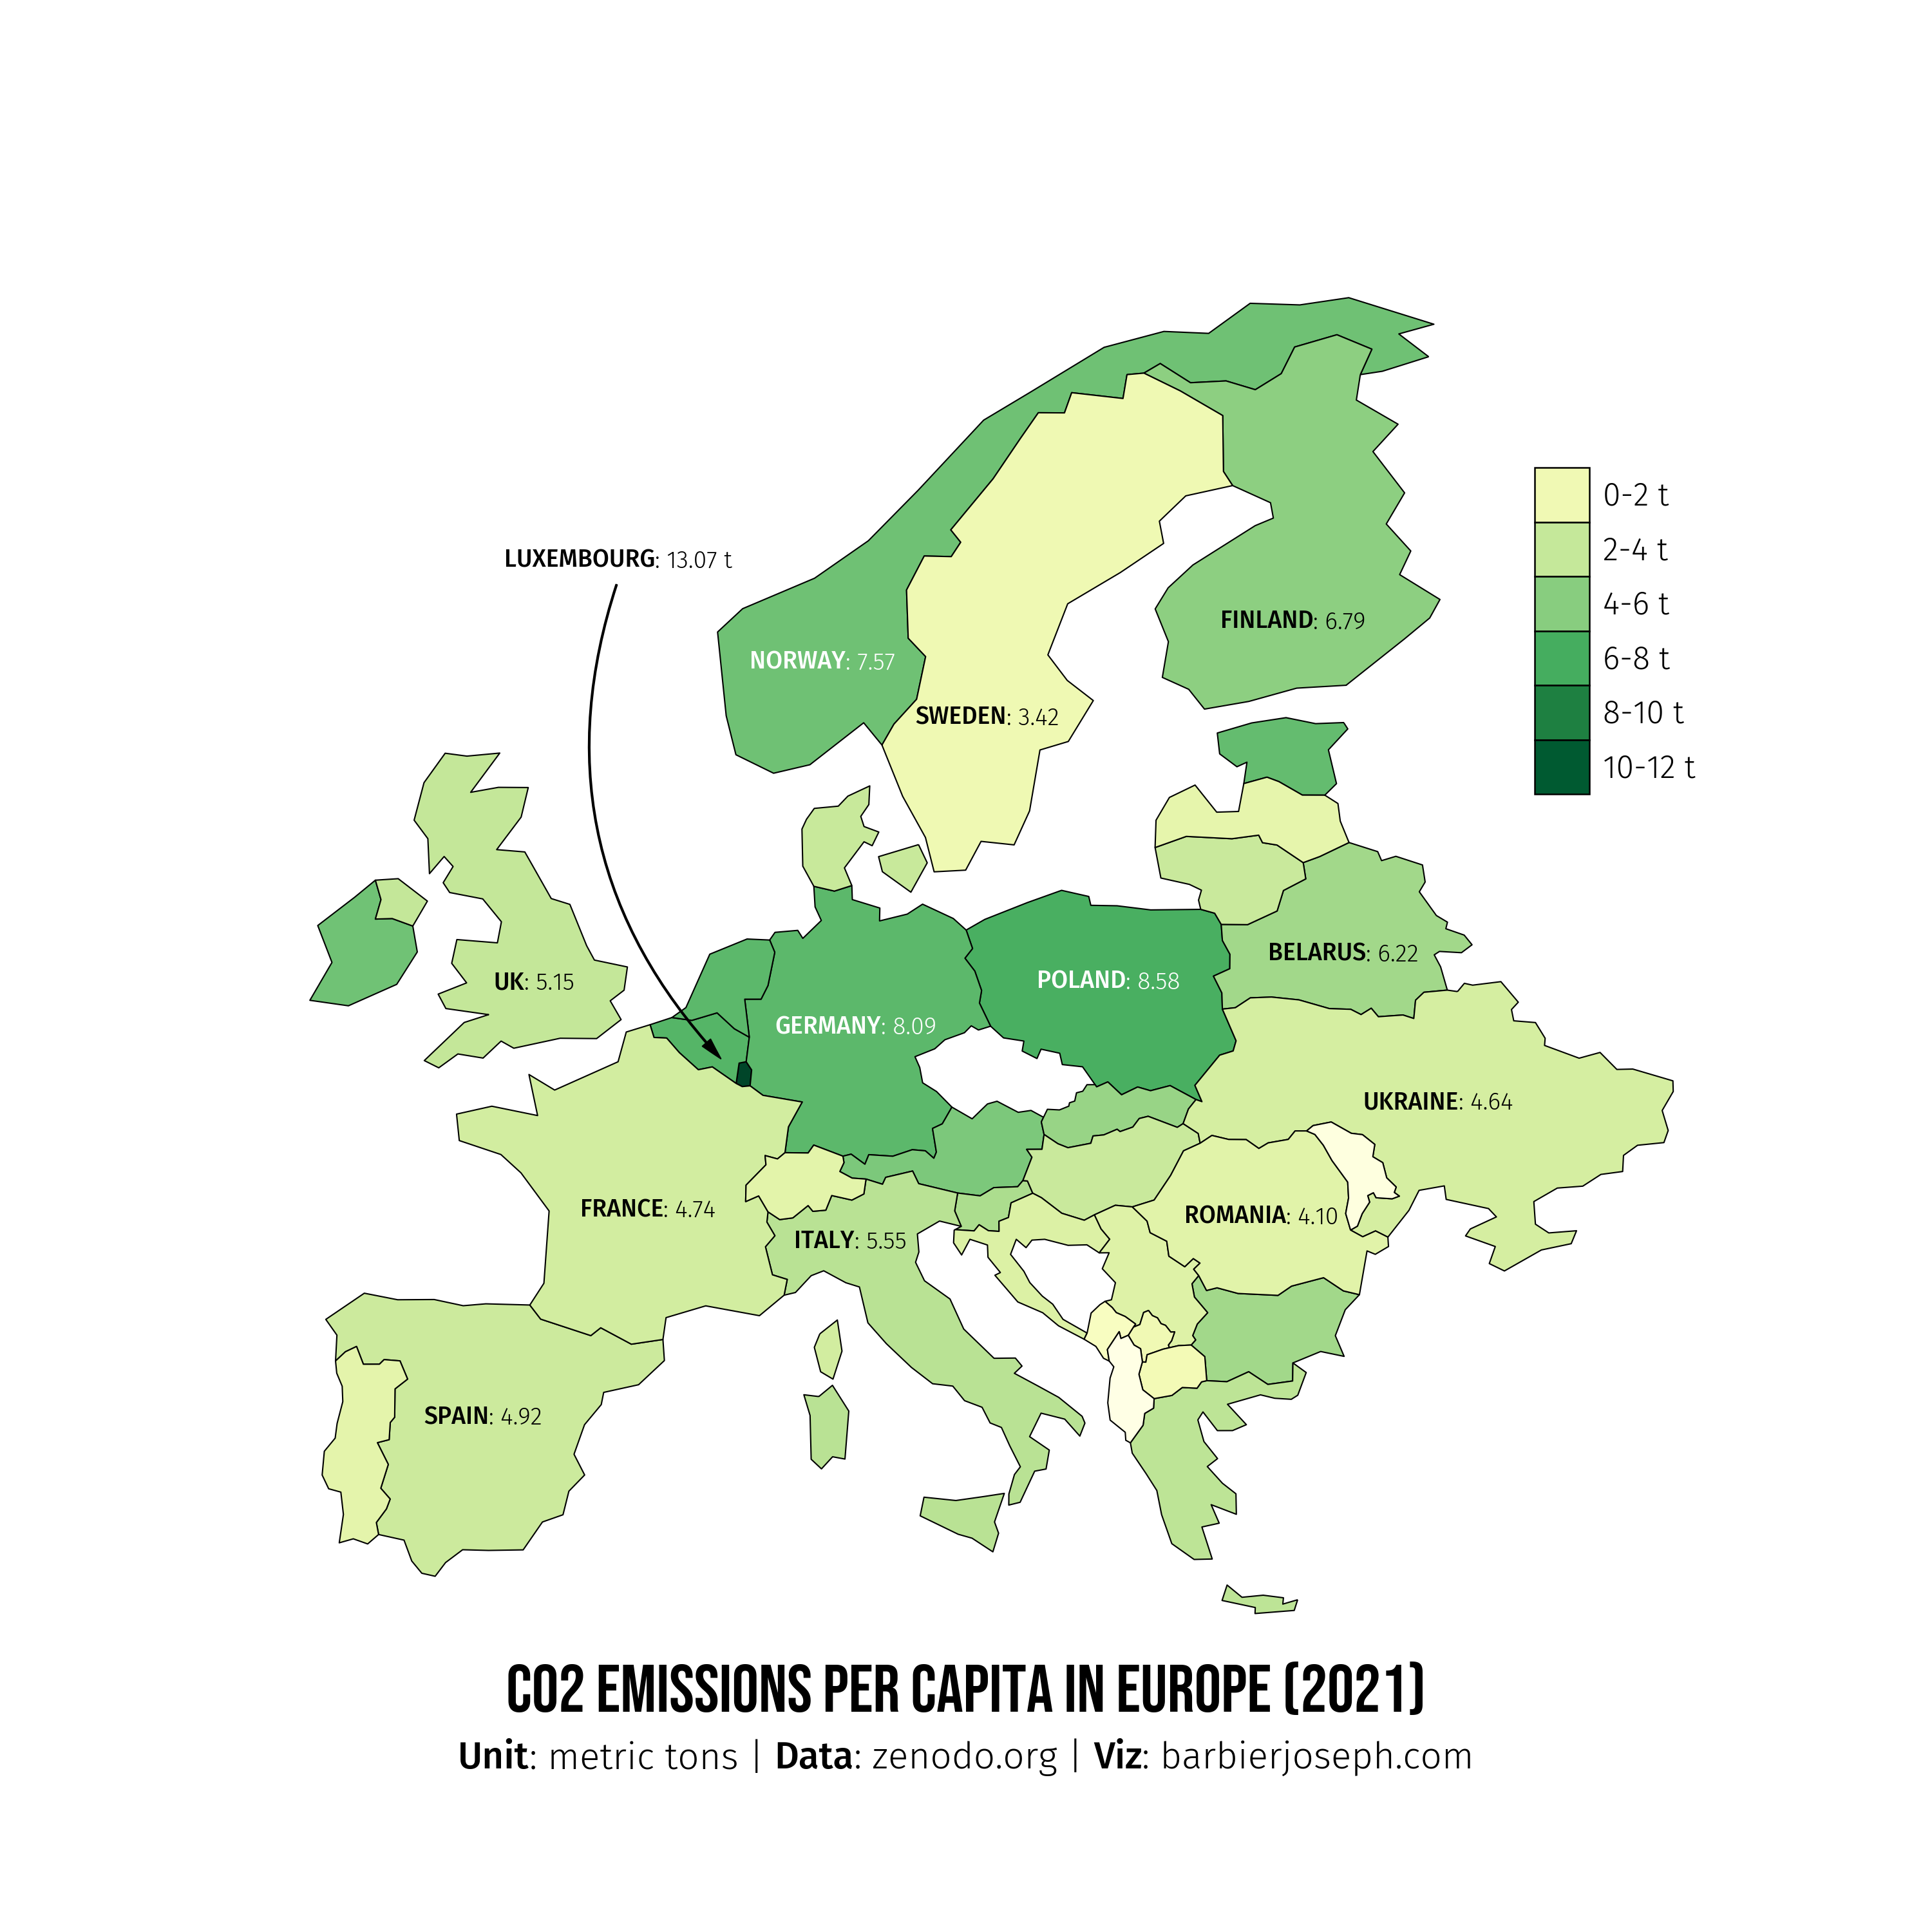 LUXEMBOURG: 13.07 t
NORWAY: 7.57
SWEDEN: 3.42
FINLAND: 6.79
0-2 t
2-4 t
4-6 t
6-8 t
8-10 t
10-12 t
UK: 5.15
GERMANY: 8.09
POLAND: 8.58
BELARUS: 6.22
UKRAINE: 4.64
FRANCE: 4.74
ITALY: 5.55
ROMANIA: 4.10
SPAIN: 4.92
CO2 EMISSIONS PER CAPITA IN EUROPE (2021)
Unit: metric tons | Data: zenodo.org | Viz: barbierjoseph.com